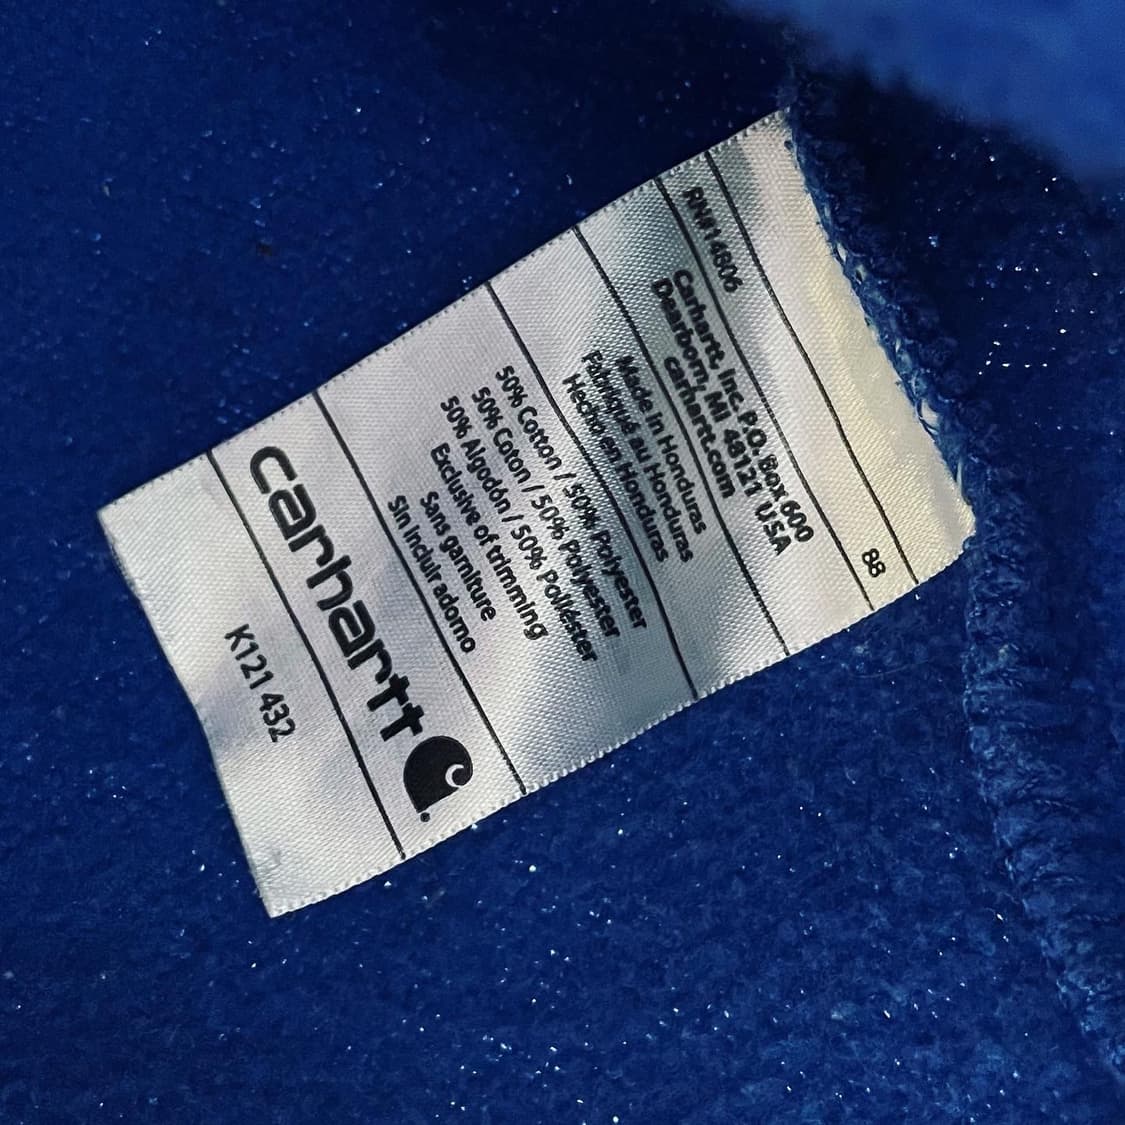 K121 432
carhartt
50% Cotton / 50% Polyester
50% Coton / 50% Polyester
50% Algodón / 50% Poliéster
Exclusive of trimming
Sans garniture
Sin incluir adorno
Made in Honduras
Fabriqué au Honduras
Hecho en Honduras
Carhartt, Inc. P.O. Box 600
Dearborn, MI 48121 USA
carhartt.com
RN#14806
88